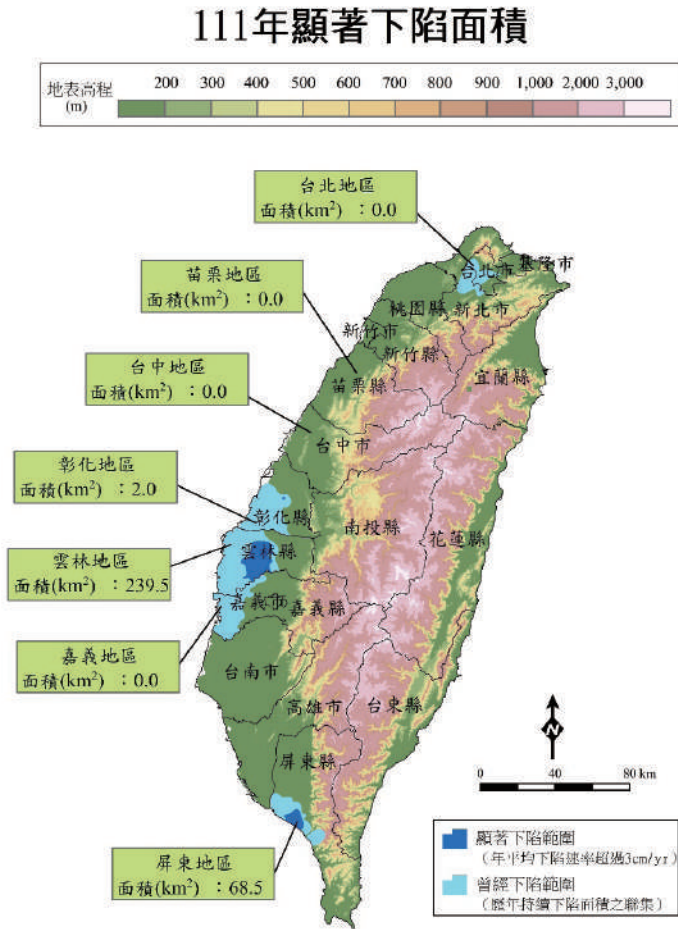 111年顯著下陷面積
地表高程
(m)
200 300 400 500 600 700 800 900 1,000 2,000 3,000
台北地區
面積(km²) ：0.0
苗栗地區
面積(km²) ：0.0
台中地區
面積(km²) ：0.0
彰化地區
面積(km²) ：2.0
雲林地區
面積(km²) ：239.5
嘉義地區
面積(km²) ：0.0
屏東地區
面積(km²) ：68.5
台北市
基隆市
桃園縣
新北市
新竹市
新竹縣
宜蘭縣
苗栗縣
台中市
彰化縣
南投縣
花蓮縣
雲林縣
嘉義市
嘉義縣
台南市
高雄市
台東縣
屏東縣
N
0 40 80 km
顯著下陷範圍
（年平均下陷速率超過3cm/yr）
曾經下陷範圍
（歷年持續下陷面積之聯集）